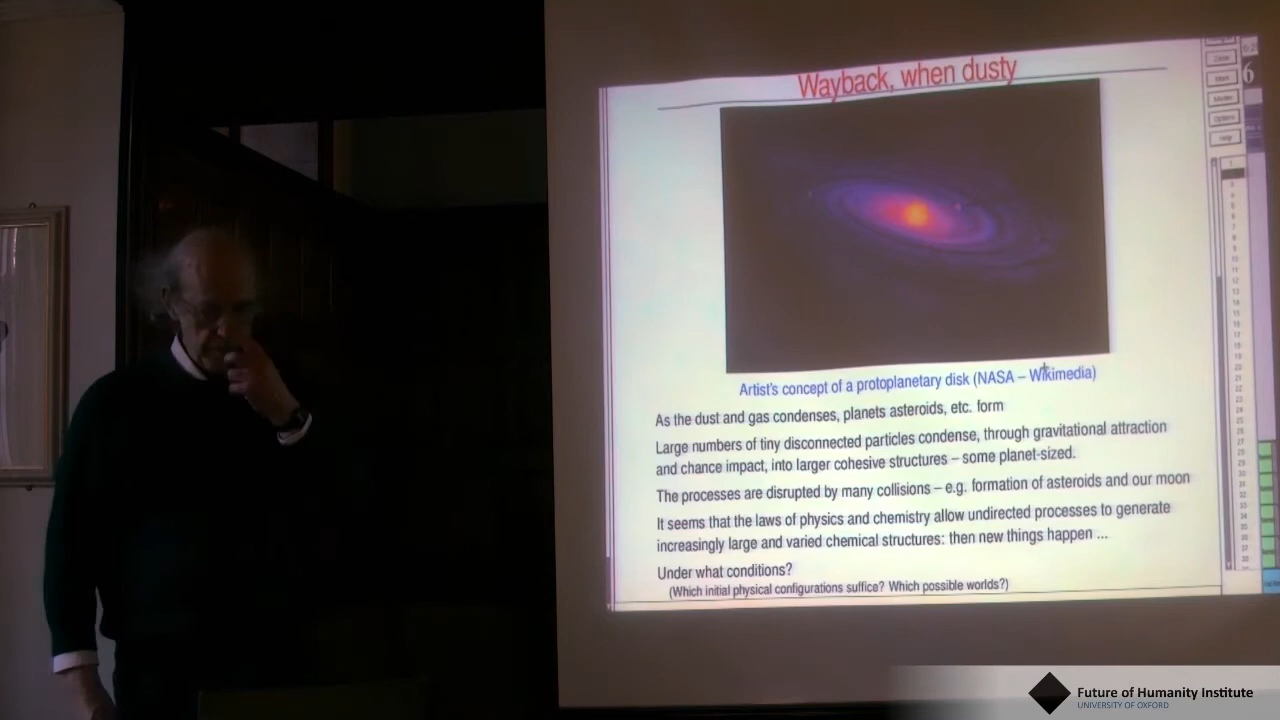 Wayback, when dusty
Artist's concept of a protoplanetary disk (NASA – Wikimedia)
As the dust and gas condenses, planets asteroids, etc. form
Large numbers of tiny disconnected particles condense, through gravitational attraction
and chance impact, into larger cohesive structures – some planet-sized.
The processes are disrupted by many collisions – e.g. formation of asteroids and our moon
It seems that the laws of physics and chemistry allow undirected processes to generate
increasingly large and varied chemical structures: then new things happen ...
Under what conditions?
(Which initial physical configurations suffice? Which possible worlds?)
Options
Help
Future of Humanity Institute
UNIVERSITY OF OXFORD